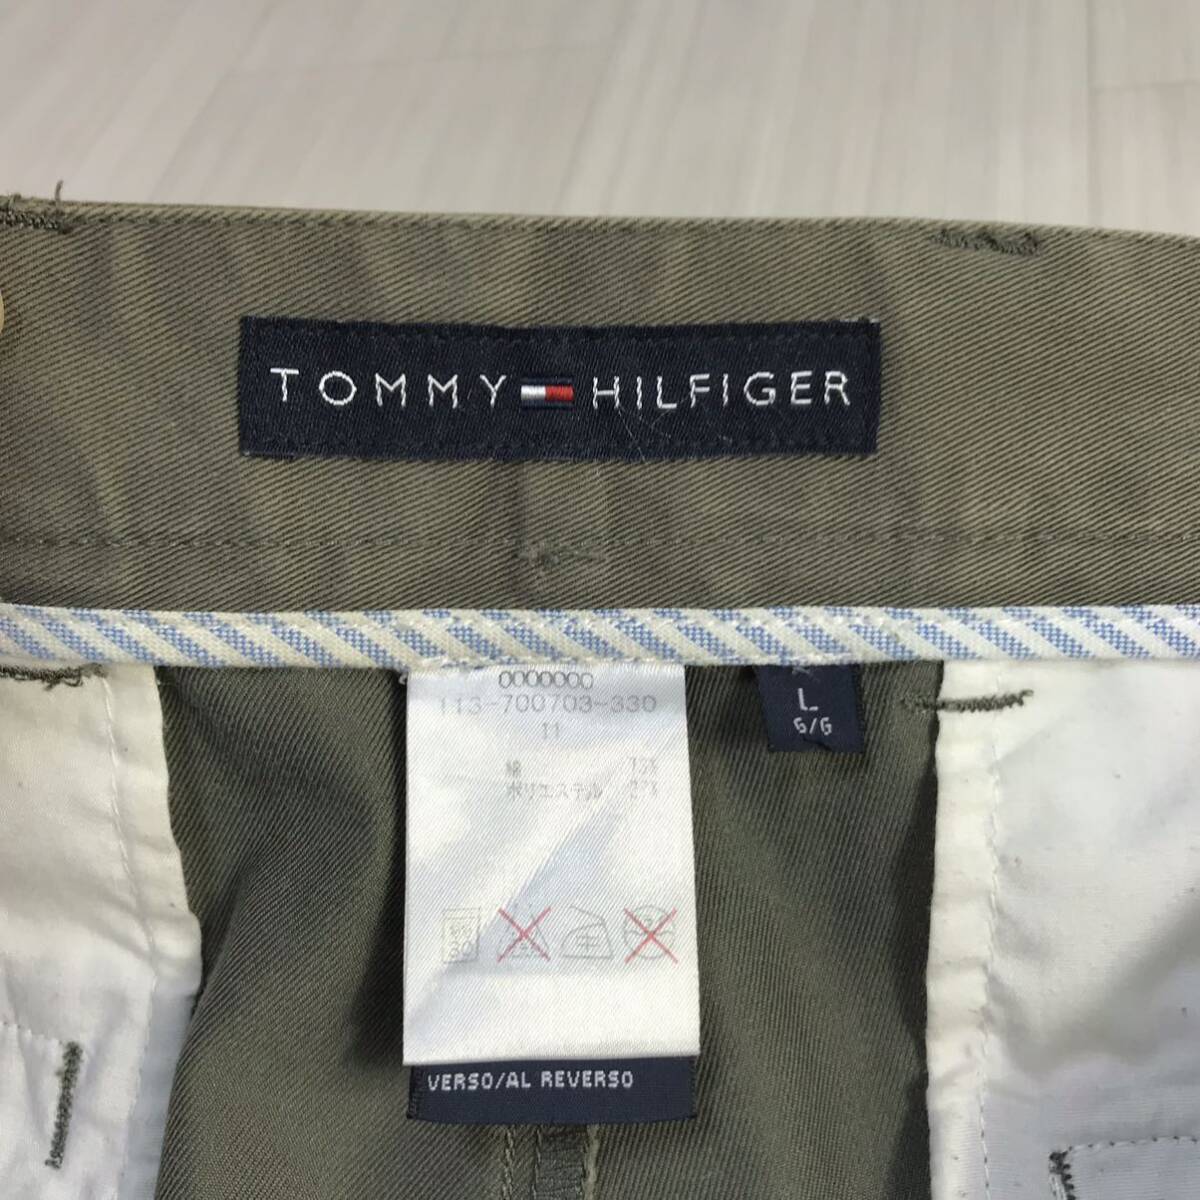 TOMMY HILFIGER
0000000
113-700703-330
11
綿
ポリエステル
L
G/G
VERSO/AL REVERSO